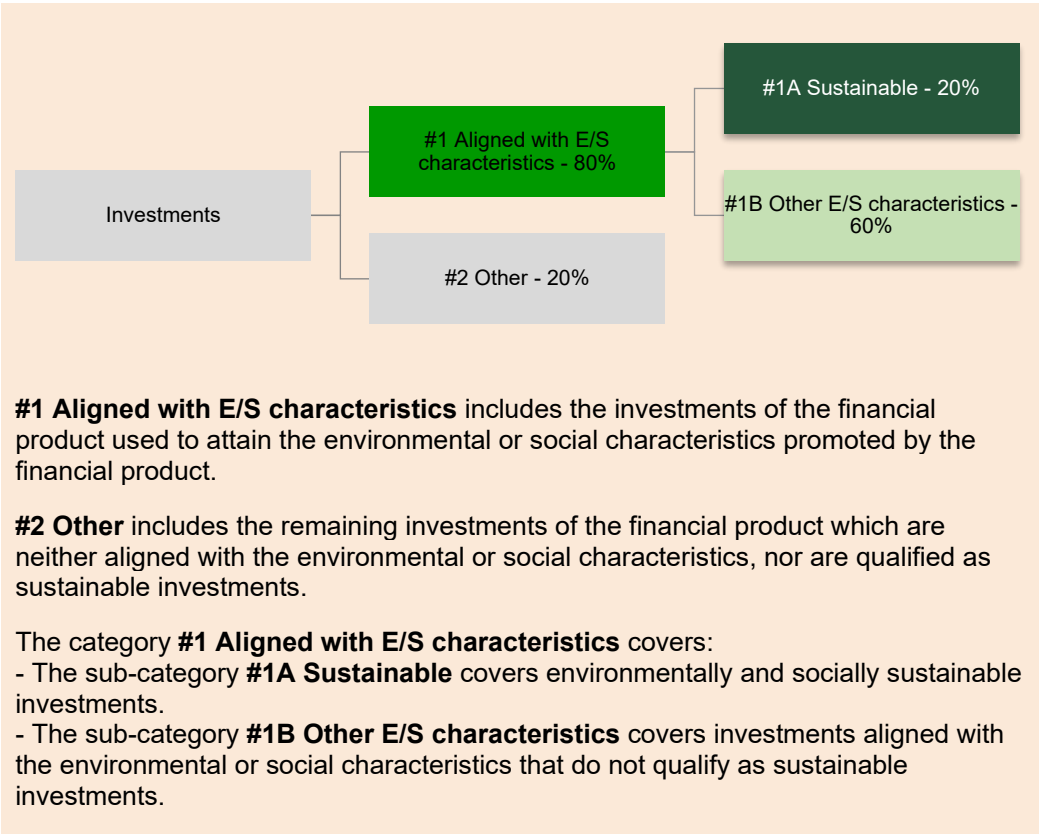 #1A Sustainable - 20%
#1 Aligned with E/S
characteristics - 80%
Investments
#1B Other E/S characteristics -
60%
#2 Other - 20%
#1 Aligned with E/S characteristics includes the investments of the financial
product used to attain the environmental or social characteristics promoted by the
financial product.
#2 Other includes the remaining investments of the financial product which are
neither aligned with the environmental or social characteristics, nor are qualified as
sustainable investments.
The category #1 Aligned with E/S characteristics covers:
- The sub-category #1A Sustainable covers environmentally and socially sustainable
investments.
- The sub-category #1B Other E/S characteristics covers investments aligned with
the environmental or social characteristics that do not qualify as sustainable
investments.